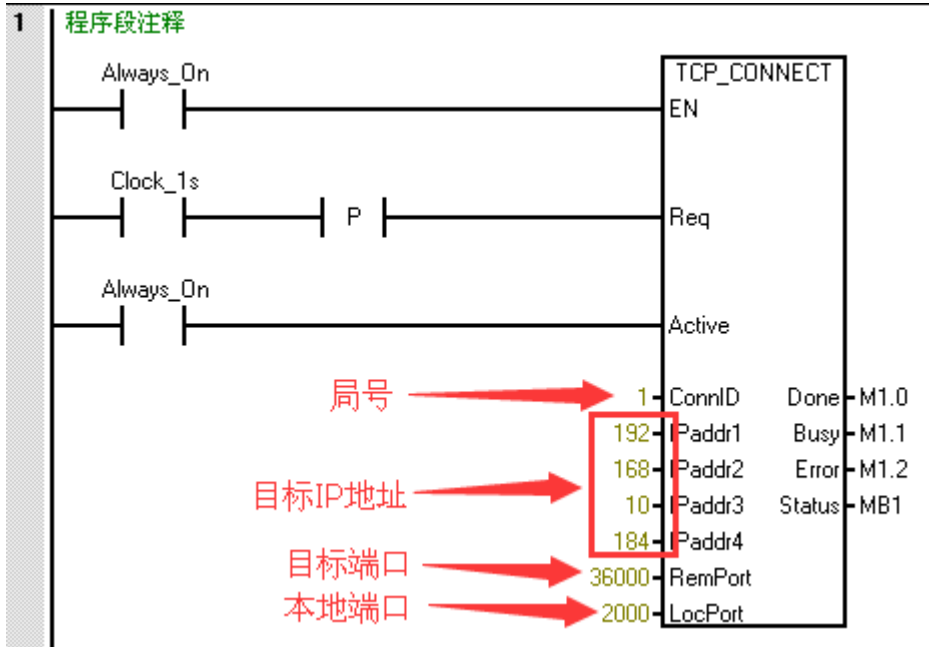 1 程序段注释
Always_On TCP_CONNECT
EN
Clock_1s
P Req
Always_On
Active
局号 1 ConnID Done M1.0
192 IPaddr1 Busy M1.1
168 IPaddr2 Error M1.2
目标IP地址 10 IPaddr3 Status MB1
184 IPaddr4
目标端口 36000 RemPort
本地端口 2000 LocPort